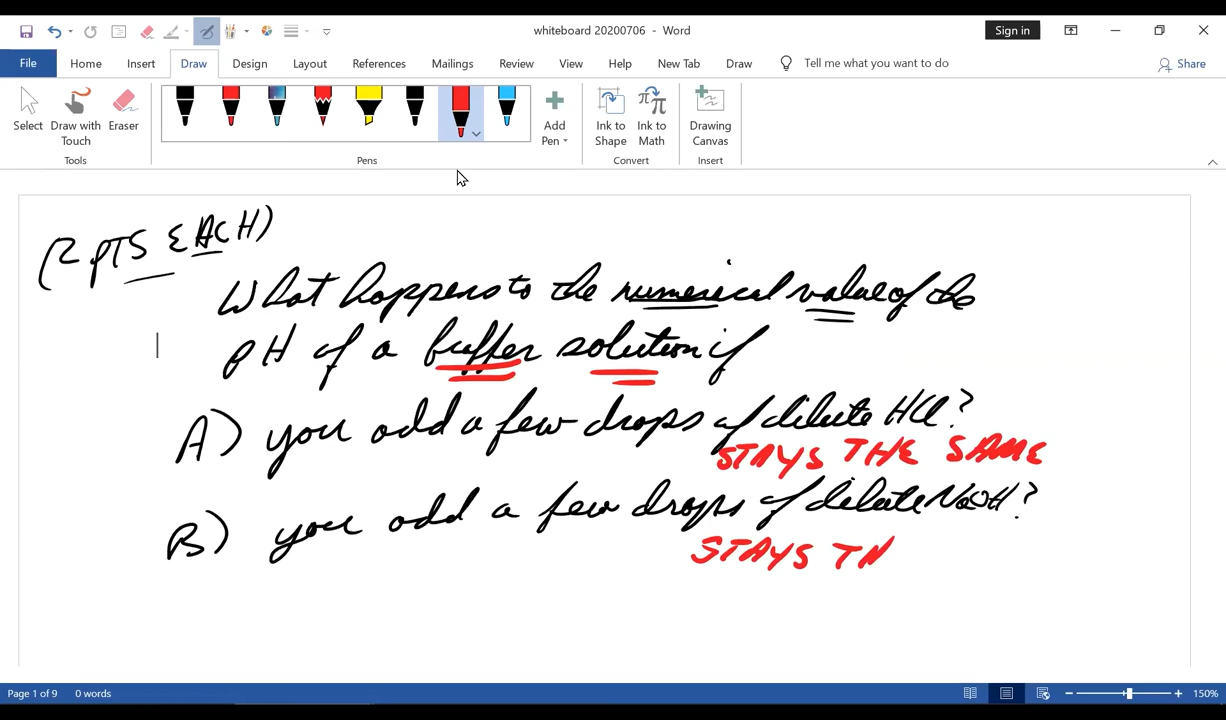 whiteboard 20200706 - Word
Sign in
File Home Insert Draw Design Layout References Mailings Review View Help New Tab Draw Tell me what you want to do Share
Select Draw with Touch Eraser Add Pen Ink to Shape Ink to Math Drawing Canvas
Tools Pens Convert Insert
(2 PTS EACH)
What happens to the numerical value of the
pH of a buffer solution if
A) you add a few drops of dilute HCl?
STAYS THE SAME
B) you add a few drops of dilute NaOH?
STAYS TH
Page 1 of 9 0 words 150%